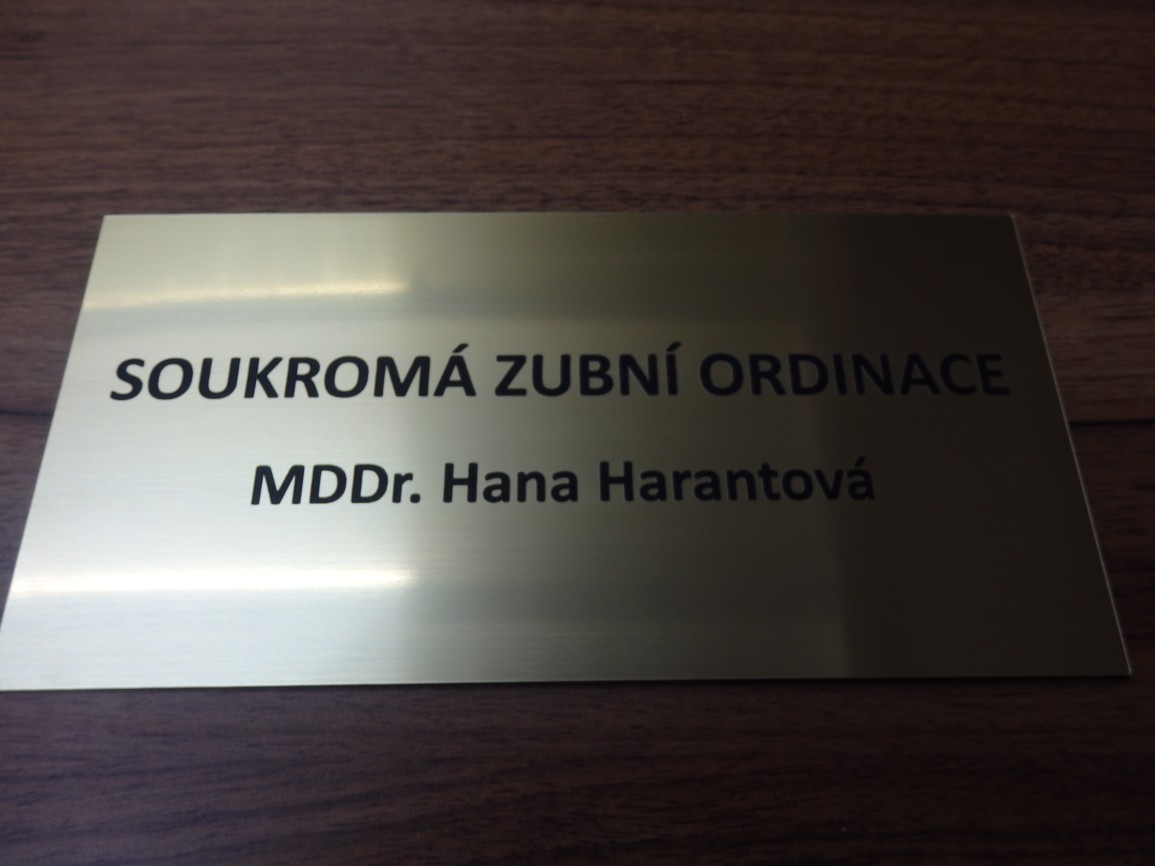 SOUKROMÁ ZUBNÍ ORDINACE
MDDr. Hana Harantová